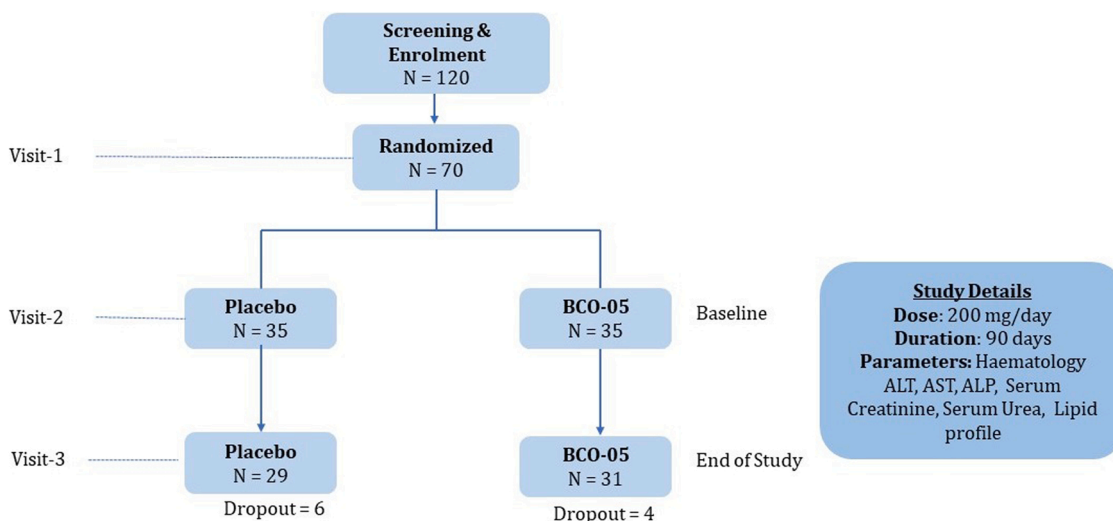 Screening &
Enrolment
N = 120
Visit-1
Randomized
N = 70
Visit-2
Placebo
N = 35
BCO-05
N = 35
Baseline
Visit-3
Placebo
N = 29
Dropout = 6
BCO-05
N = 31
Dropout = 4
End of Study
Study Details
Dose: 200 mg/day
Duration: 90 days
Parameters: Haematology
ALT, AST, ALP, Serum
Creatinine, Serum Urea, Lipid
profile